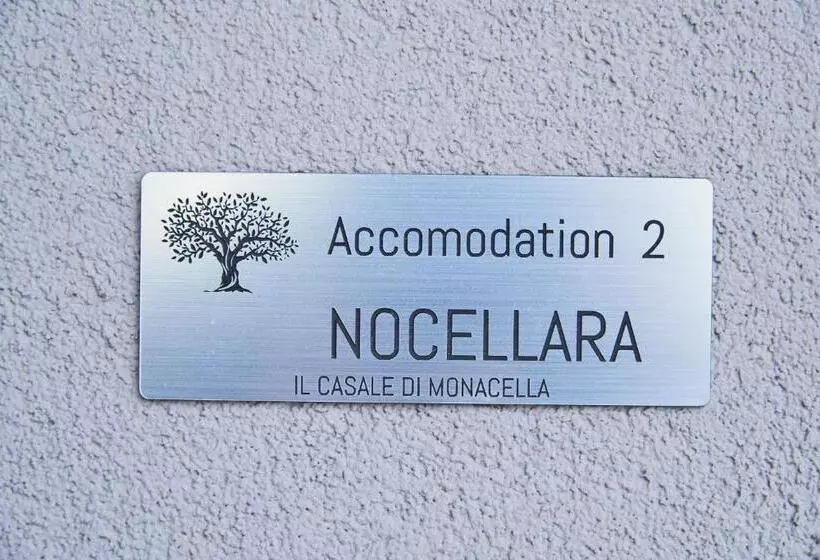 Accomodation 2
NOCELLARA
IL CASALE DI MONACELLA